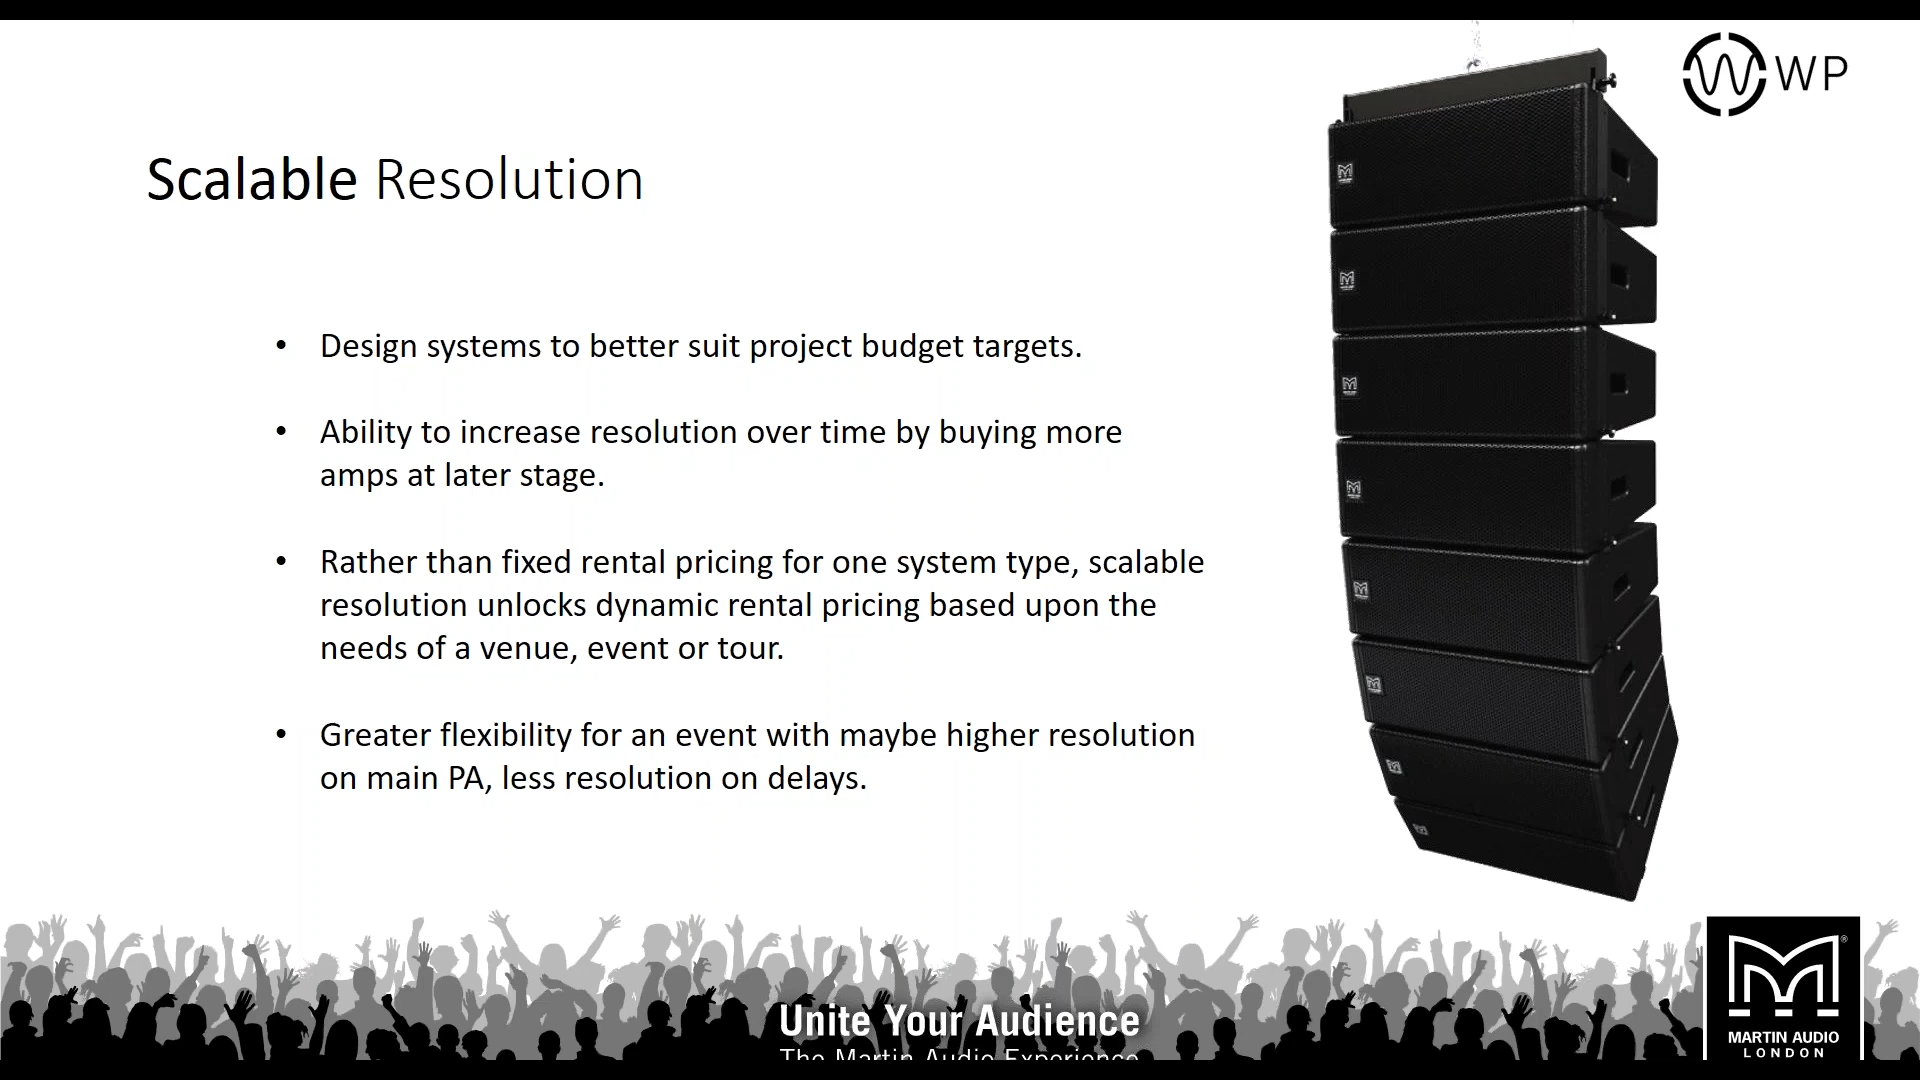 WP
Scalable Resolution
• Design systems to better suit project budget targets.
• Ability to increase resolution over time by buying more
amps at later stage.
• Rather than fixed rental pricing for one system type, scalable
resolution unlocks dynamic rental pricing based upon the
needs of a venue, event or tour.
• Greater flexibility for an event with maybe higher resolution
on main PA, less resolution on delays.
Unite Your Audience
The Martin Audio Experience
MARTIN AUDIO
LONDON